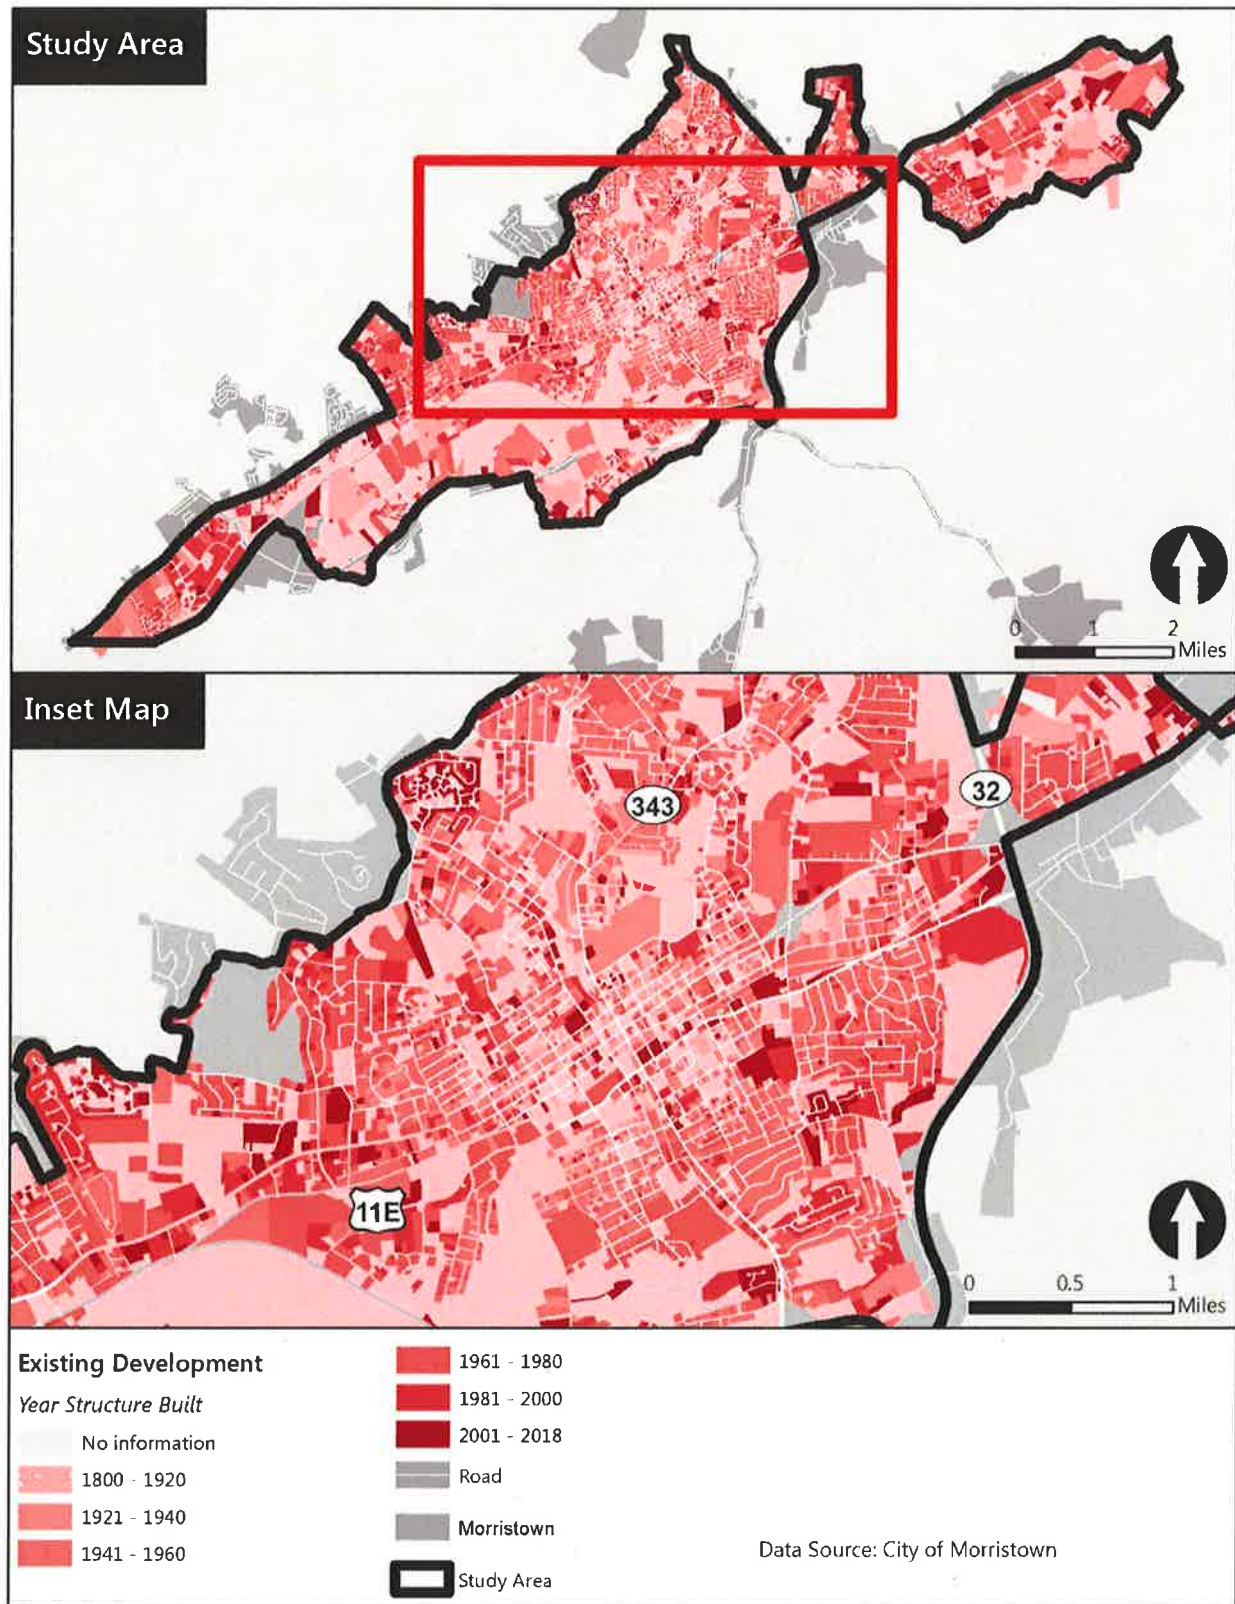 Study Area
0 1 2
Miles
Inset Map
343
32
11E
0 0.5 1
Miles
Existing Development
Year Structure Built
No information
1800 - 1920
1921 - 1940
1941 - 1960
1961 - 1980
1981 - 2000
2001 - 2018
Road
Morristown
Study Area
Data Source: City of Morristown